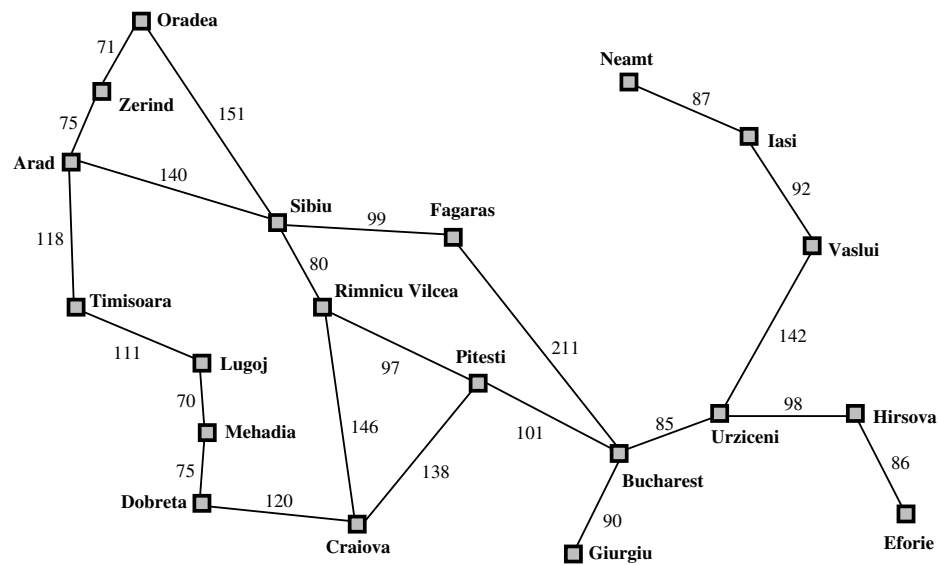 Oradea
71
Neamt
Zerind
87
151
75
Iasi
Arad
140
92
Sibiu
Fagaras
99
118
Vaslui
80
Rimnicu Vilcea
Timisoara
142
111
211
Lugoj
97
Pitesti
70
98
Hirsova
Mehadia
146
101
85
Urziceni
75
138
86
Bucharest
Dobreta
120
90
Craiova
Giurgiu
Eforie